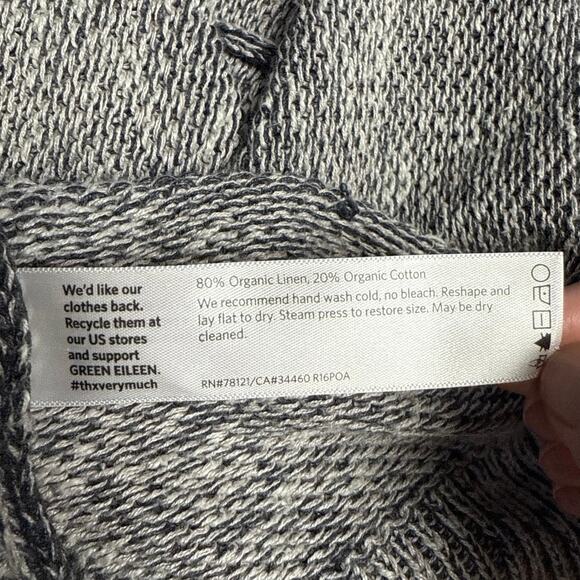 We'd like our
clothes back.
Recycle them at
our US stores
and support
GREEN EILEEN.
#thxverymuch
80% Organic Linen, 20% Organic Cotton
We recommend hand wash cold, no bleach. Reshape and
lay flat to dry. Steam press to restore size. May be dry
cleaned.
RN#78121/CA#34460 R16POA